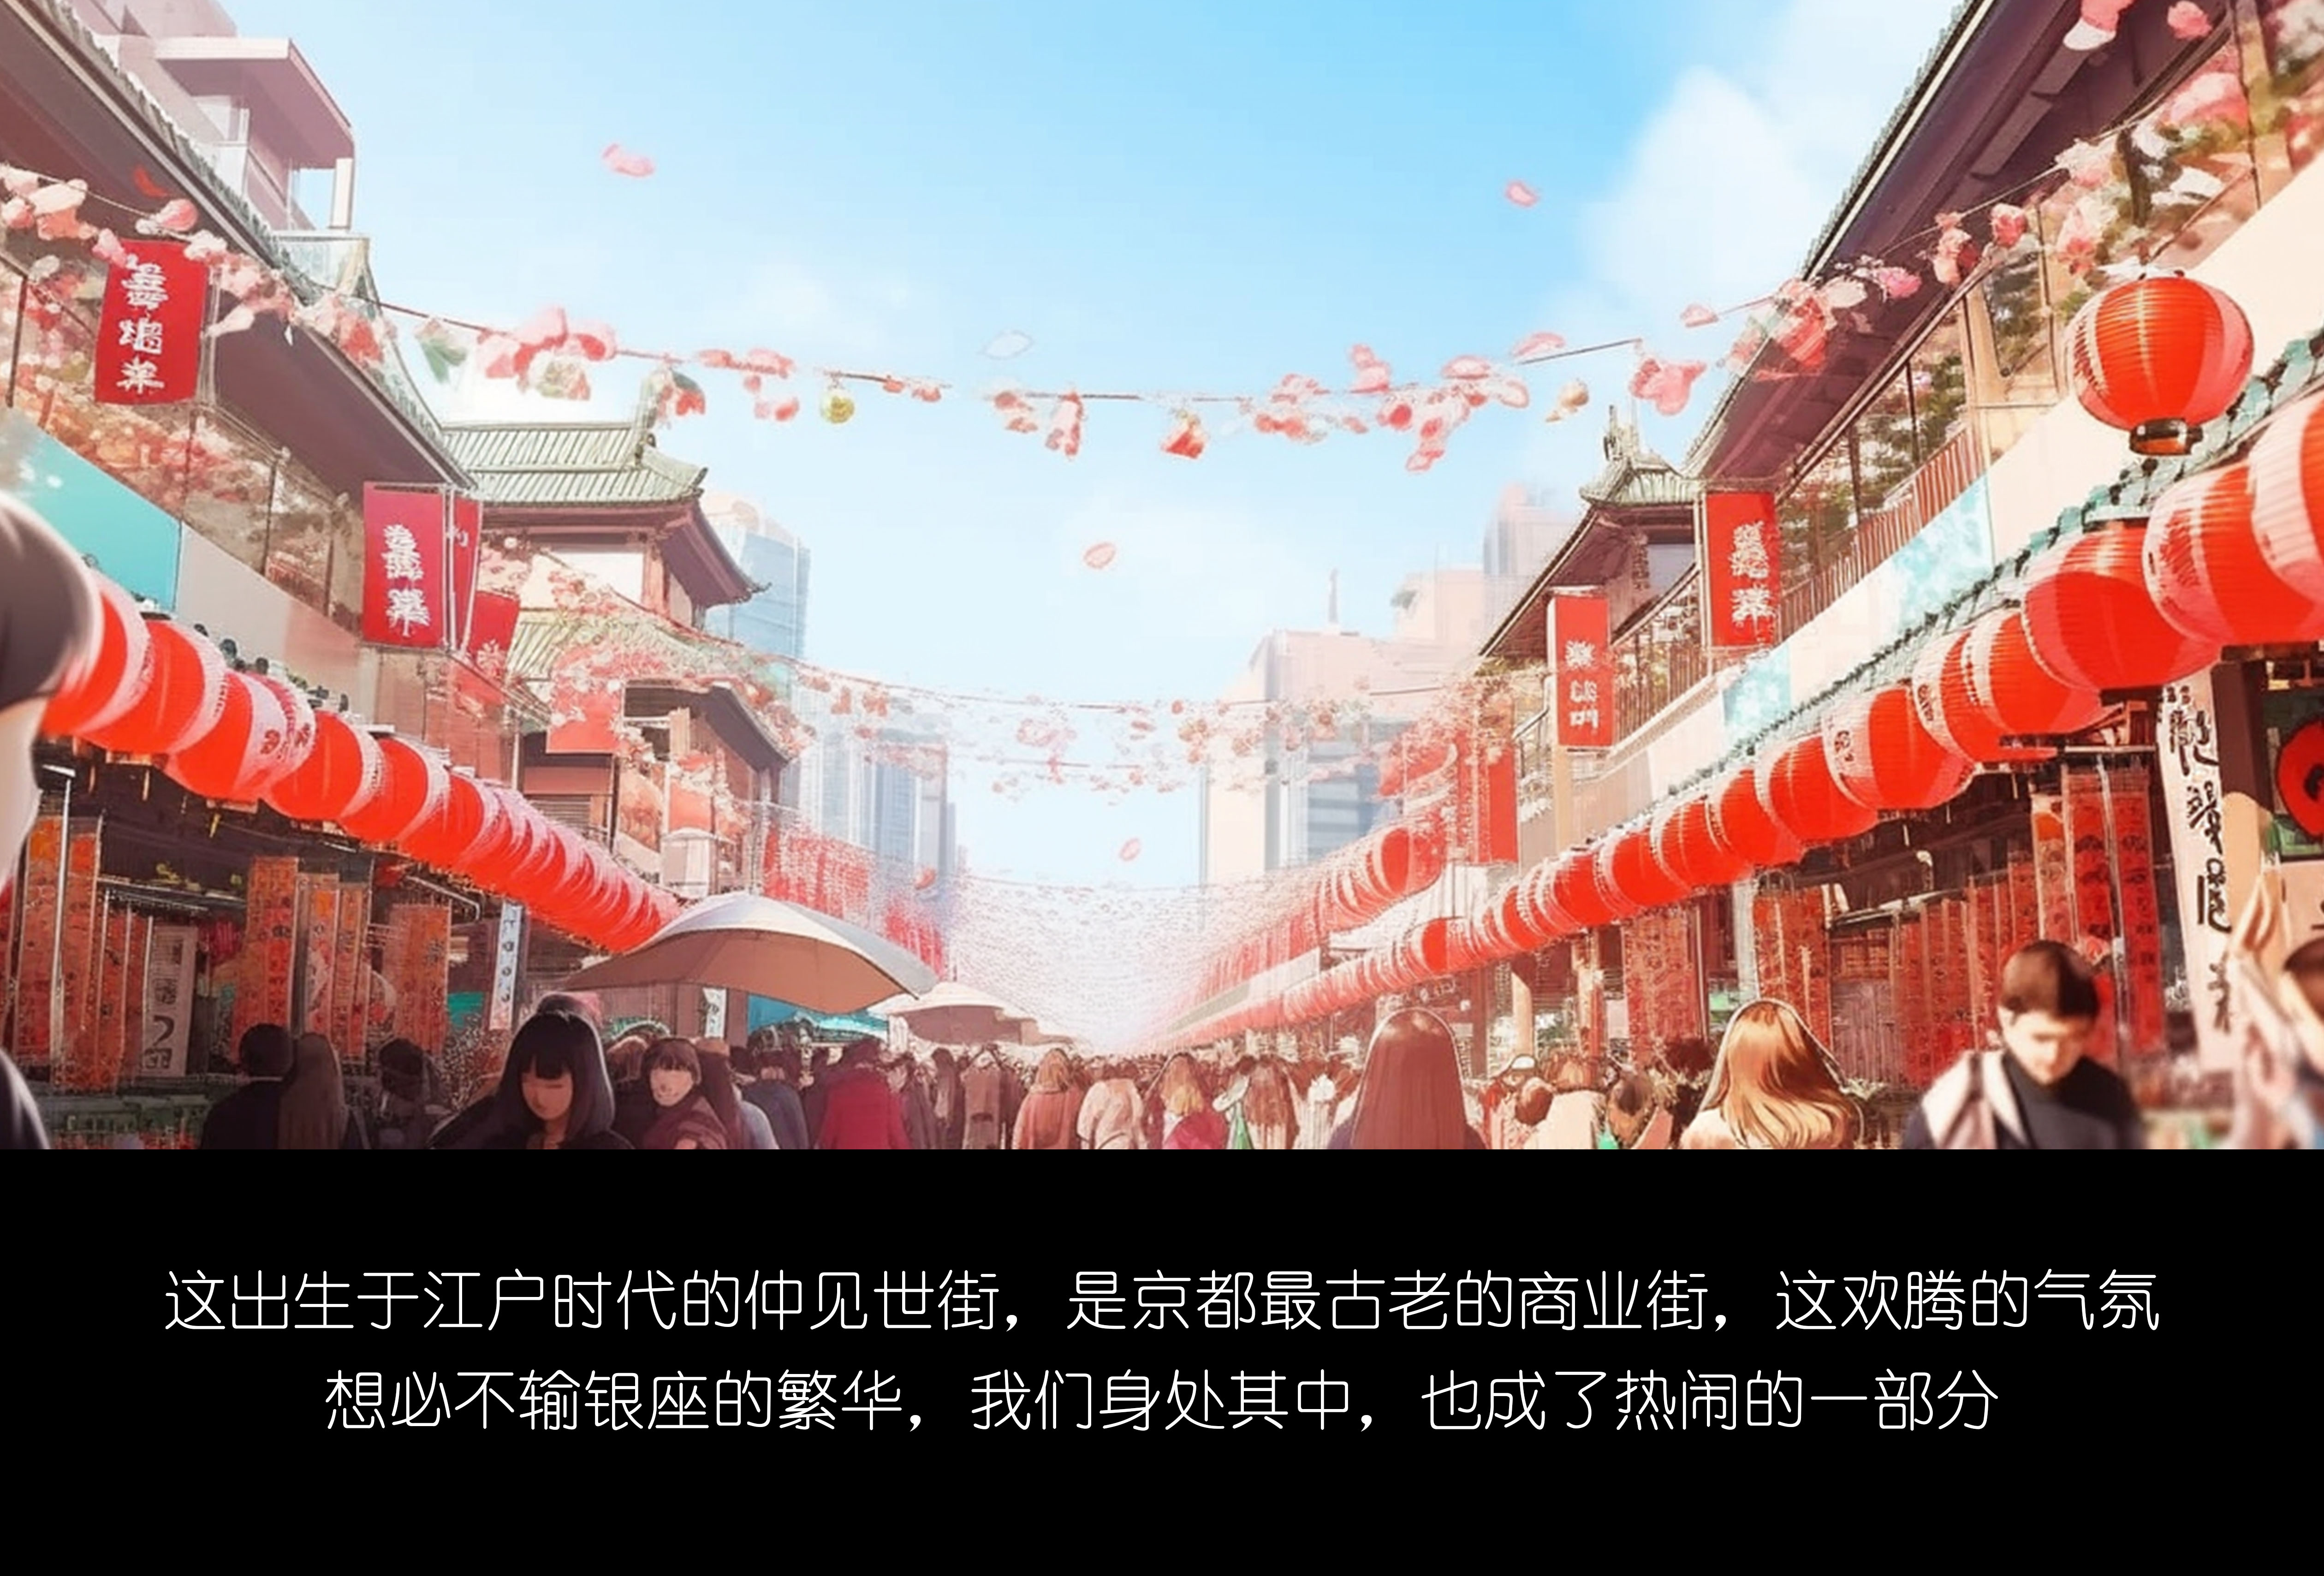 这出生于江户时代的仲见世街，是京都最古老的商业街，这欢腾的气氛
想必不输银座的繁华，我们身处其中，也成了热闹的一部分